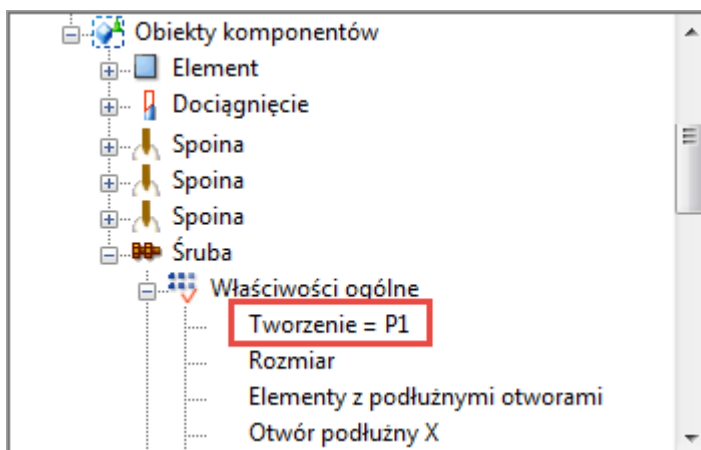 Obiekty komponentów
Element
Dociągnięcie
Spoina
Spoina
Spoina
Śruba
Właściwości ogólne
Tworzenie = P1
Rozmiar
Elementy z podłużnymi otworami
Otwór podłużny X